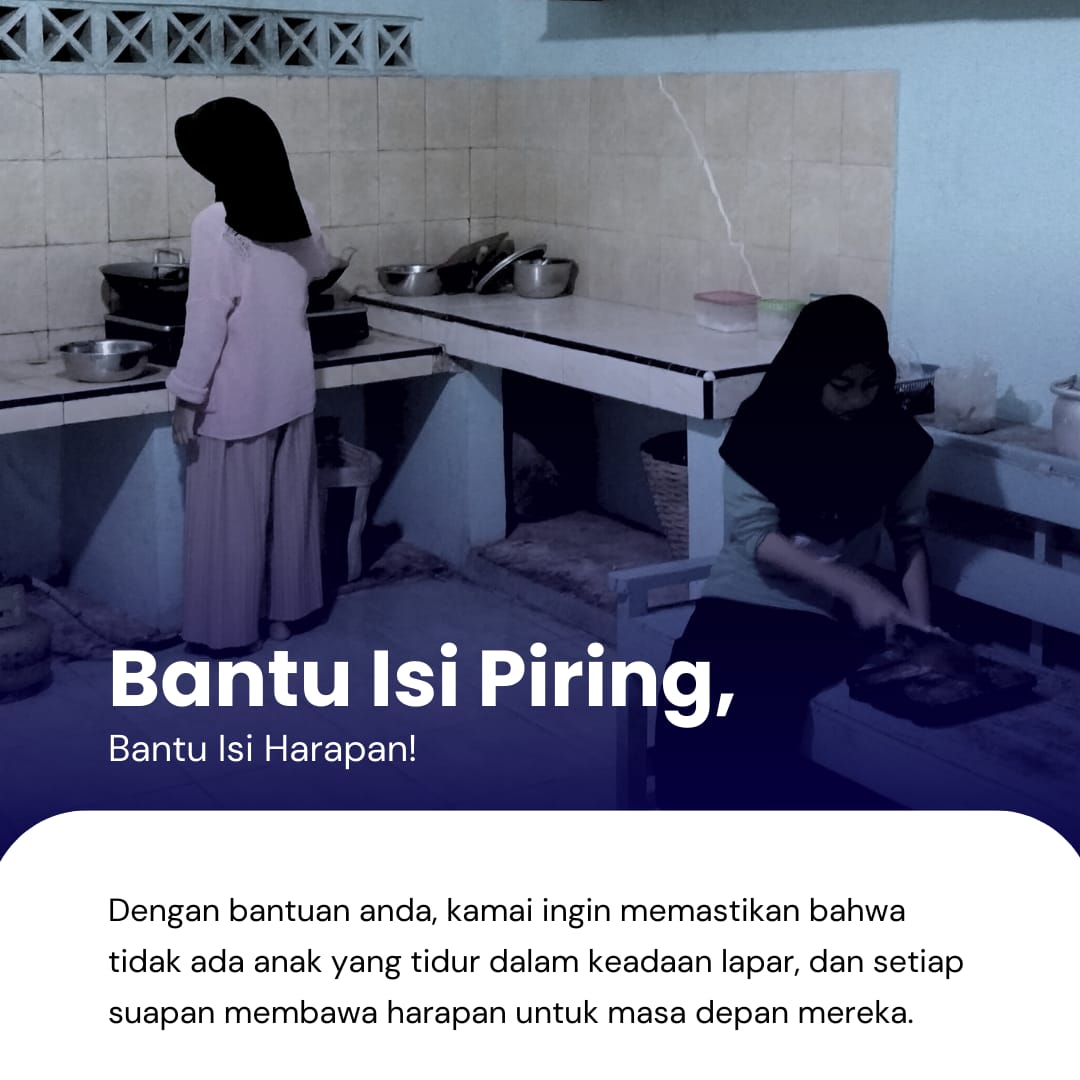 Bantu Isi Piring,
Bantu Isi Harapan!
Dengan bantuan anda, kamai ingin memastikan bahwa
tidak ada anak yang tidur dalam keadaan lapar, dan setiap
suapan membawa harapan untuk masa depan mereka.